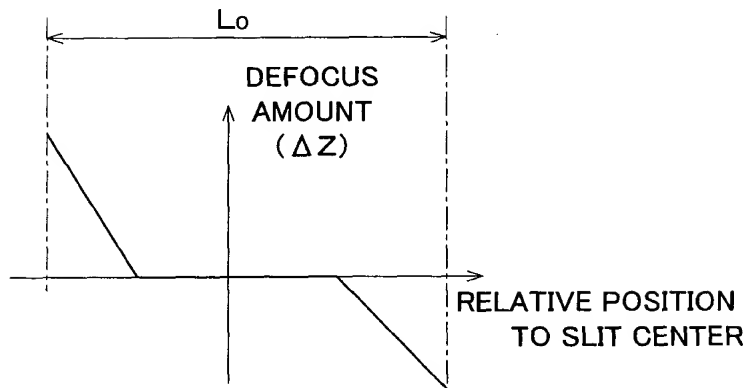 Lo
DEFOCUS
AMOUNT
(ΔZ)
RELATIVE POSITION
TO SLIT CENTER